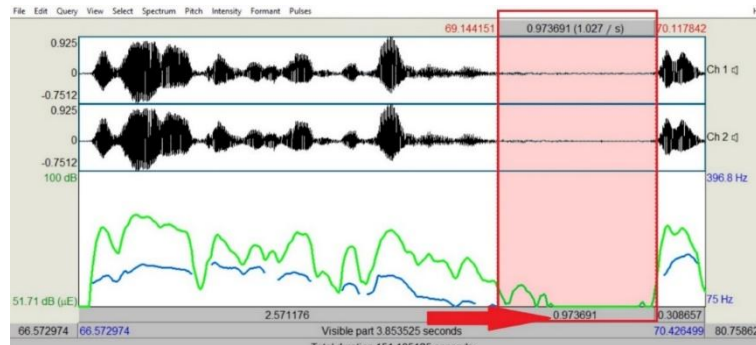 File Edit Query View Select Spectrum Pitch Intensity Formant Pulses
69.144151 0.973691 (1.027 / s) 70.117842
0.925
0
-0.7512
Ch 1
0.925
0
-0.7512
Ch 2
100 dB 396.8 Hz
51.71 dB (µE) 75 Hz
2.571176 0.973691 0.308657
66.572974 66.572974 Visible part 3.853525 seconds 70.426499